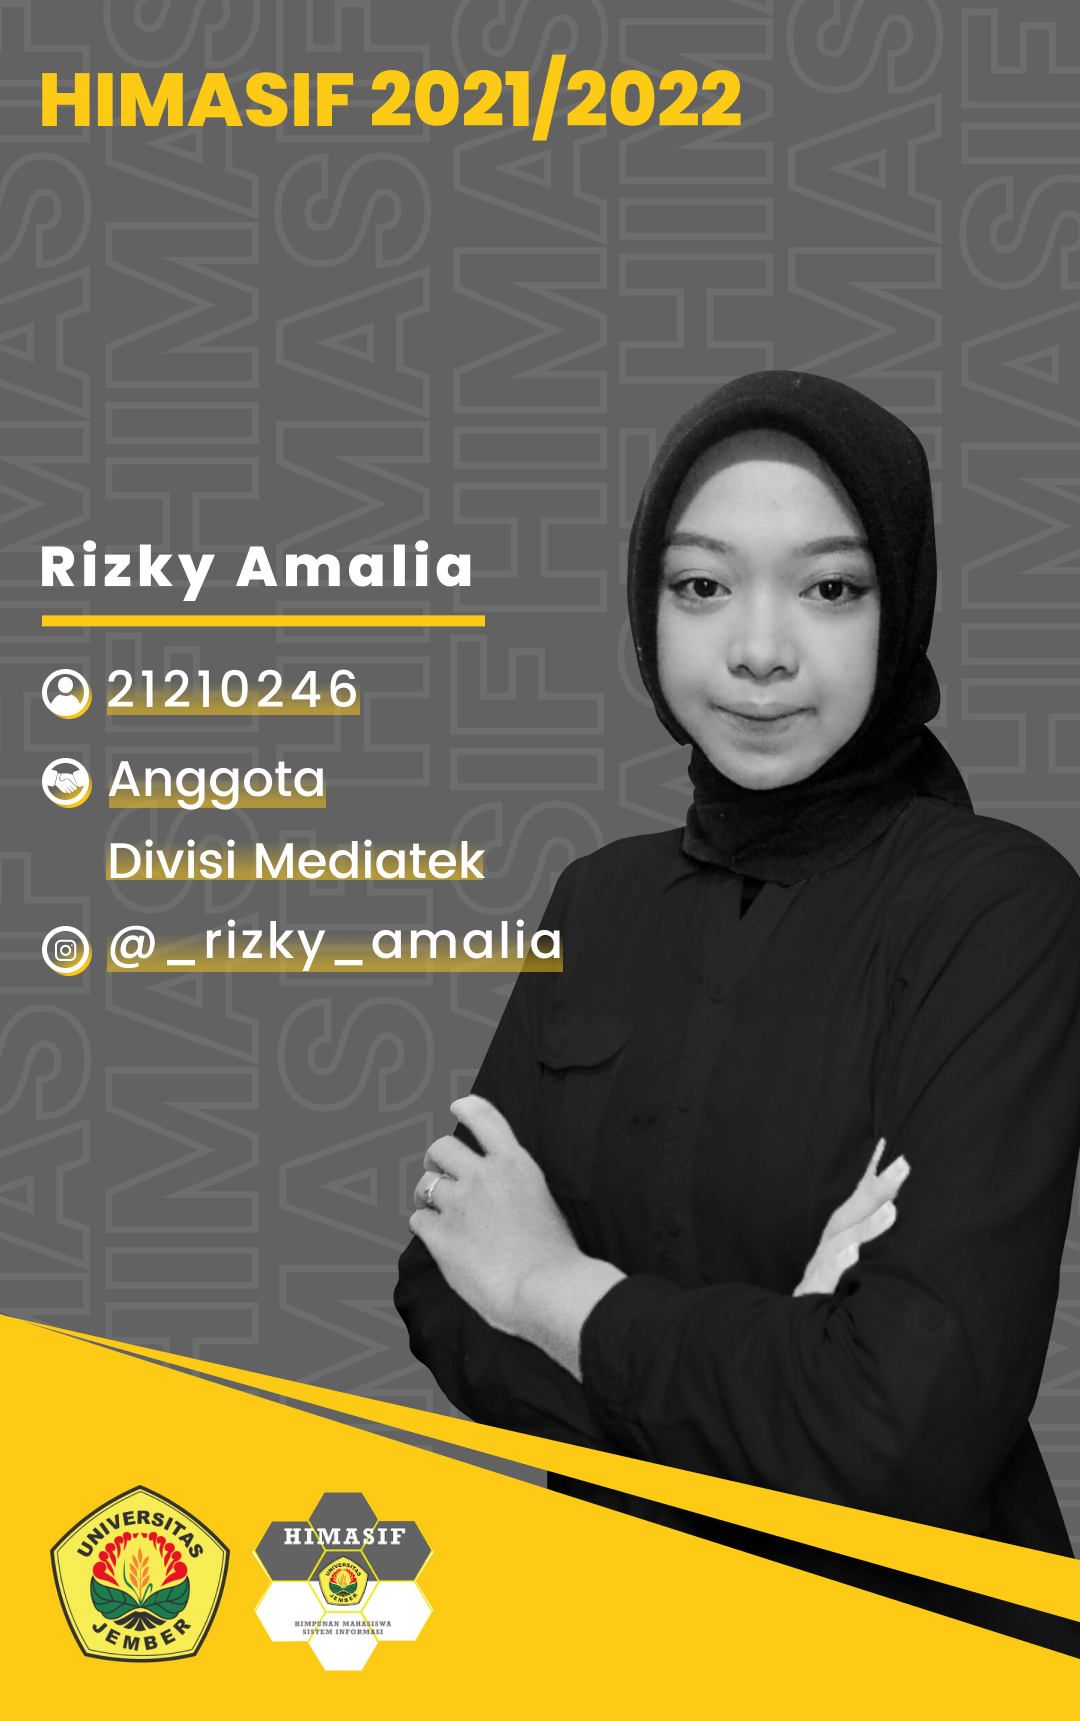 HIMASIF 2021/2022
Rizky Amalia
21210246
Anggota
Divisi Mediatek
@_rizky_amalia
UNIVERSITAS
JEMBER
HIMASIF
UNIVERSITAS
JEMBER
HIMPUNAN MAHASISWA
SISTEM INFORMASI